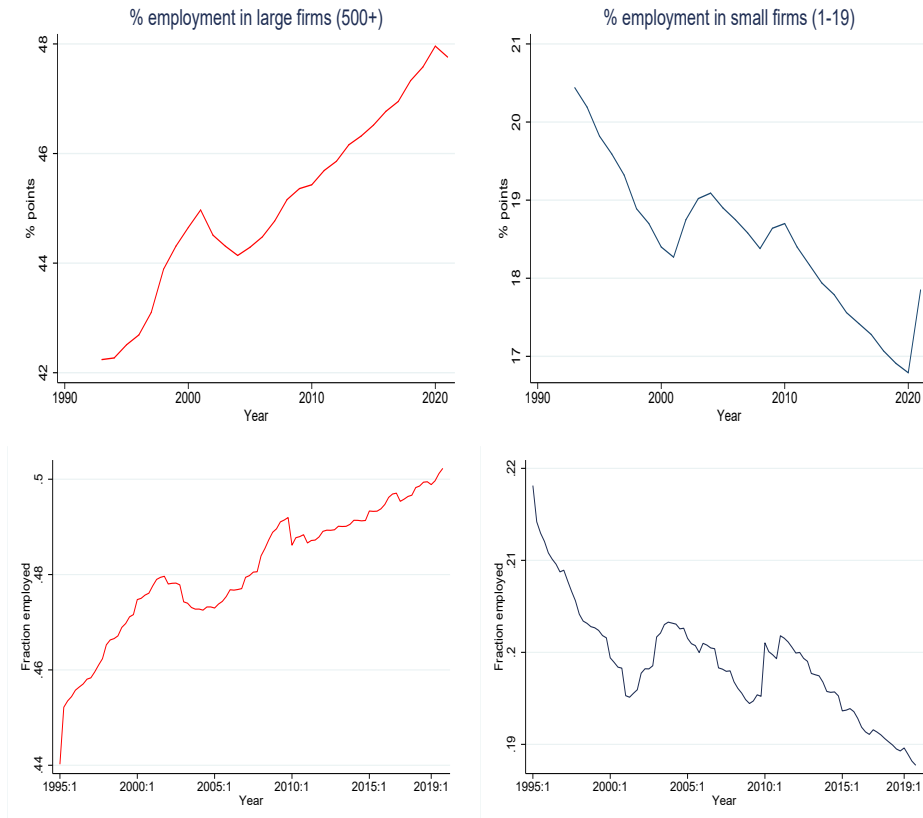 % employment in large firms (500+)
% points
48
46
44
42
1990 2000 2010 2020
Year
% employment in small firms (1-19)
% points
21
20
19
18
17
1990 2000 2010 2020
Year
Fraction employed
.5
.48
.46
.44
1995:1 2000:1 2005:1 2010:1 2015:1 2019:1
Year
Fraction employed
.22
.21
.2
.19
1995:1 2000:1 2005:1 2010:1 2015:1 2019:1
Year